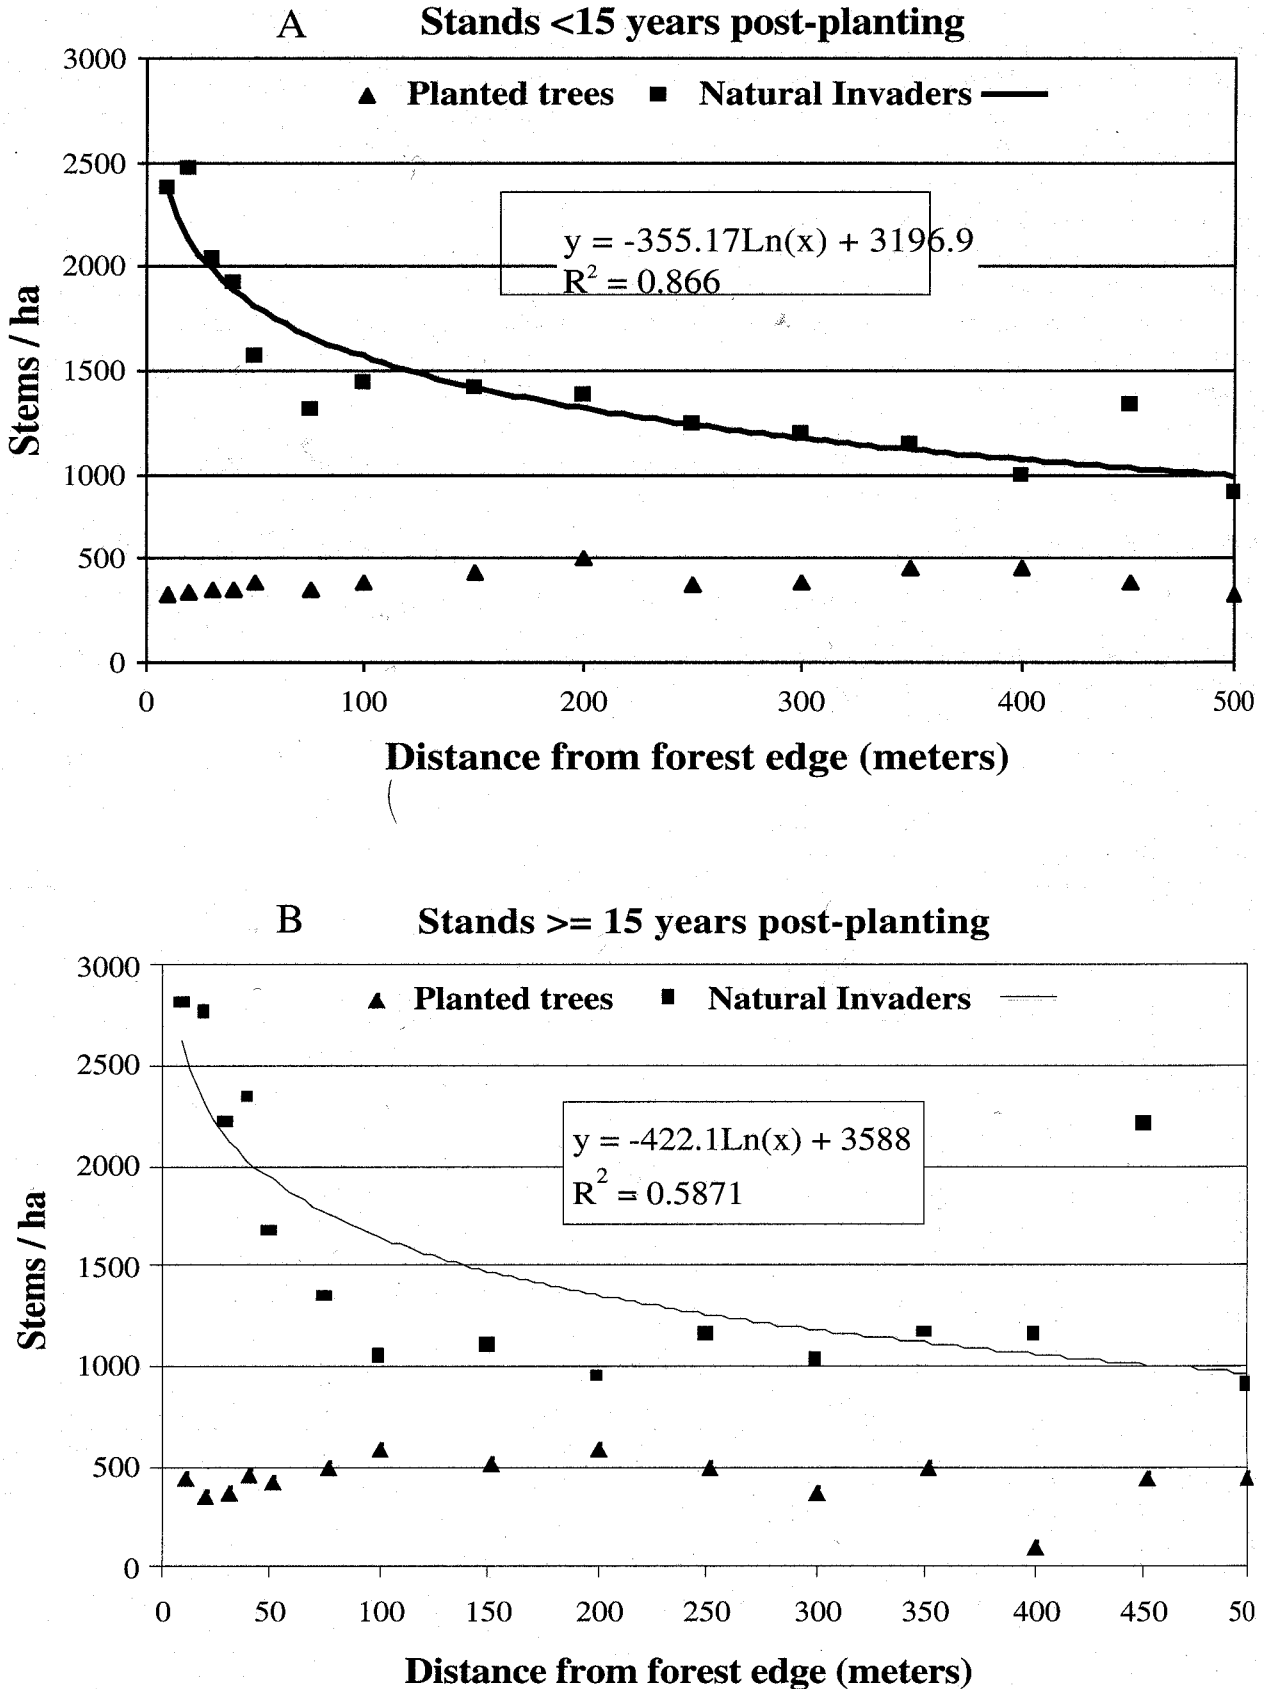 A Stands <15 years post-planting
3000
Planted trees Natural Invaders
2500
y = -355.17Ln(x) + 3196.9
2000
R² = 0.866
1500
1000
500
0
0 100 200 300 400 500
Stems / ha
Distance from forest edge (meters)
B Stands >= 15 years post-planting
3000
Planted trees Natural Invaders
2500
y = -422.1Ln(x) + 3588
2000
R² = 0.5871
1500
1000
500
0
0 50 100 150 200 250 300 350 400 450 50
Stems / ha
Distance from forest edge (meters)